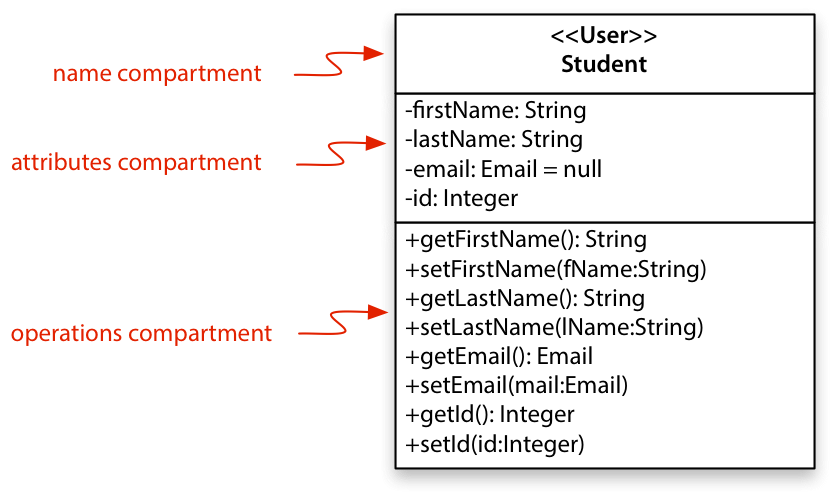 <<User>>
Student
name compartment
-firstName: String
-lastName: String
-email: Email = null
-id: Integer
attributes compartment
+getFirstName(): String
+setFirstName(fName:String)
+getLastName(): String
+setLastName(lName:String)
+getEmail(): Email
+setEmail(mail:Email)
+getId(): Integer
+setId(id:Integer)
operations compartment